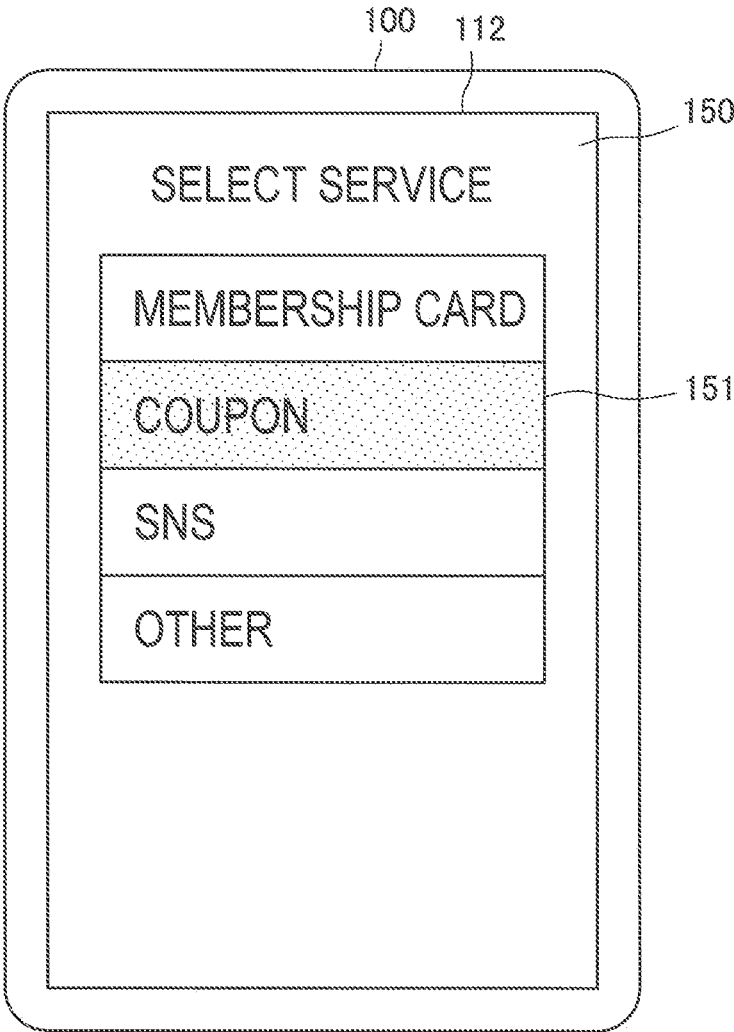 100
112
150
SELECT SERVICE
MEMBERSHIP CARD
151
COUPON
SNS
OTHER